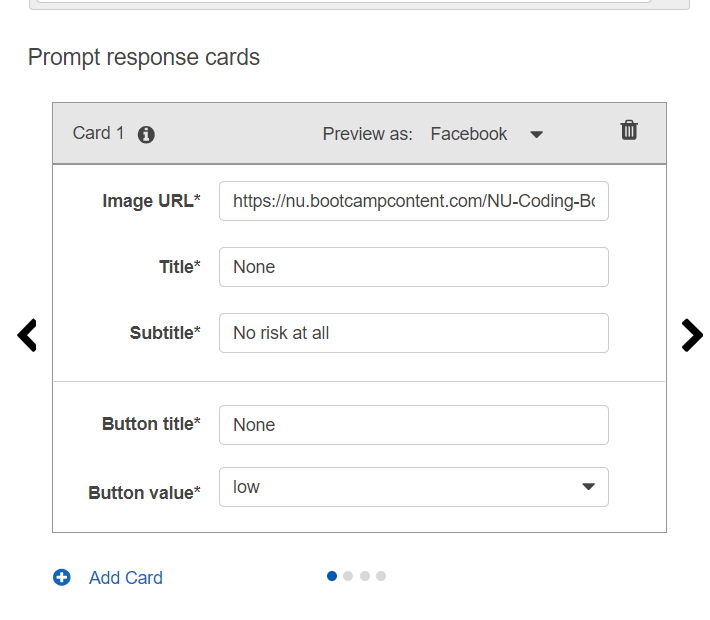 Prompt response cards
Card 1 Preview as: Facebook
Image URL* https://nu.bootcampcontent.com/NU-Coding-Bo
Title* None
Subtitle* No risk at all
Button title* None
Button value* low
Add Card